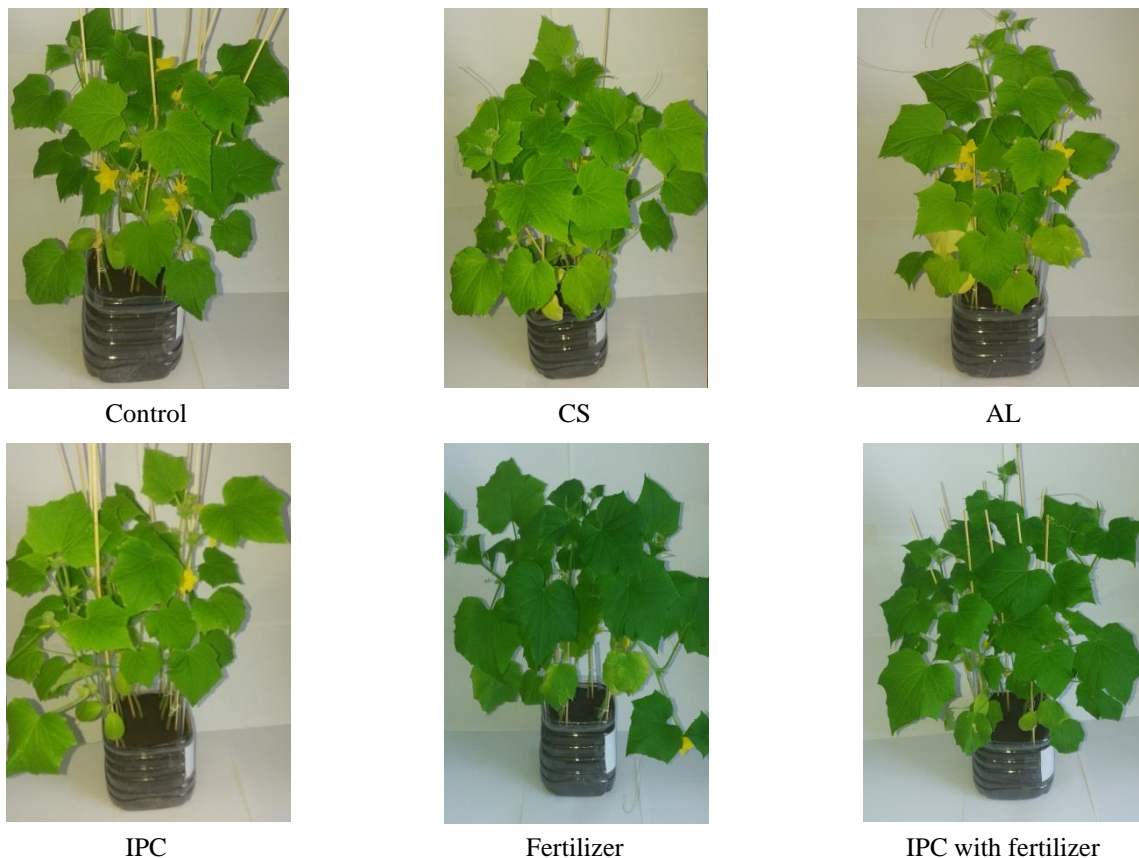 Control
CS
AL
IPC
Fertilizer
IPC with fertilizer